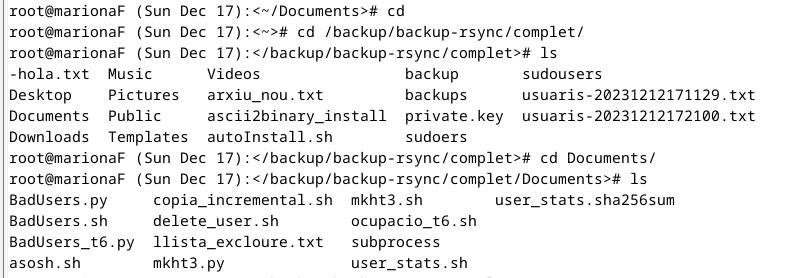 root@marionaF (Sun Dec 17):<~/Documents># cd
root@marionaF (Sun Dec 17):<~># cd /backup/backup-rsync/complet/
root@marionaF (Sun Dec 17):</backup/backup-rsync/complet># ls
-hola.txt  Music      Videos               backup       sudousers
Desktop    Pictures   arxiu_nou.txt        backups      usuaris-20231212171129.txt
Documents  Public     ascii2binary_install  private.key  usuaris-20231212172100.txt
Downloads  Templates  autoInstall.sh       sudoers
root@marionaF (Sun Dec 17):</backup/backup-rsync/complet># cd Documents/
root@marionaF (Sun Dec 17):</backup/backup-rsync/complet/Documents># ls
BadUsers.py     copia_incremental.sh  mkht3.sh        user_stats.sha256sum
BadUsers.sh     delete_user.sh        ocupacio_t6.sh
BadUsers_t6.py  llista_excloure.txt   subprocess
asosh.sh        mkht3.py              user_stats.sh